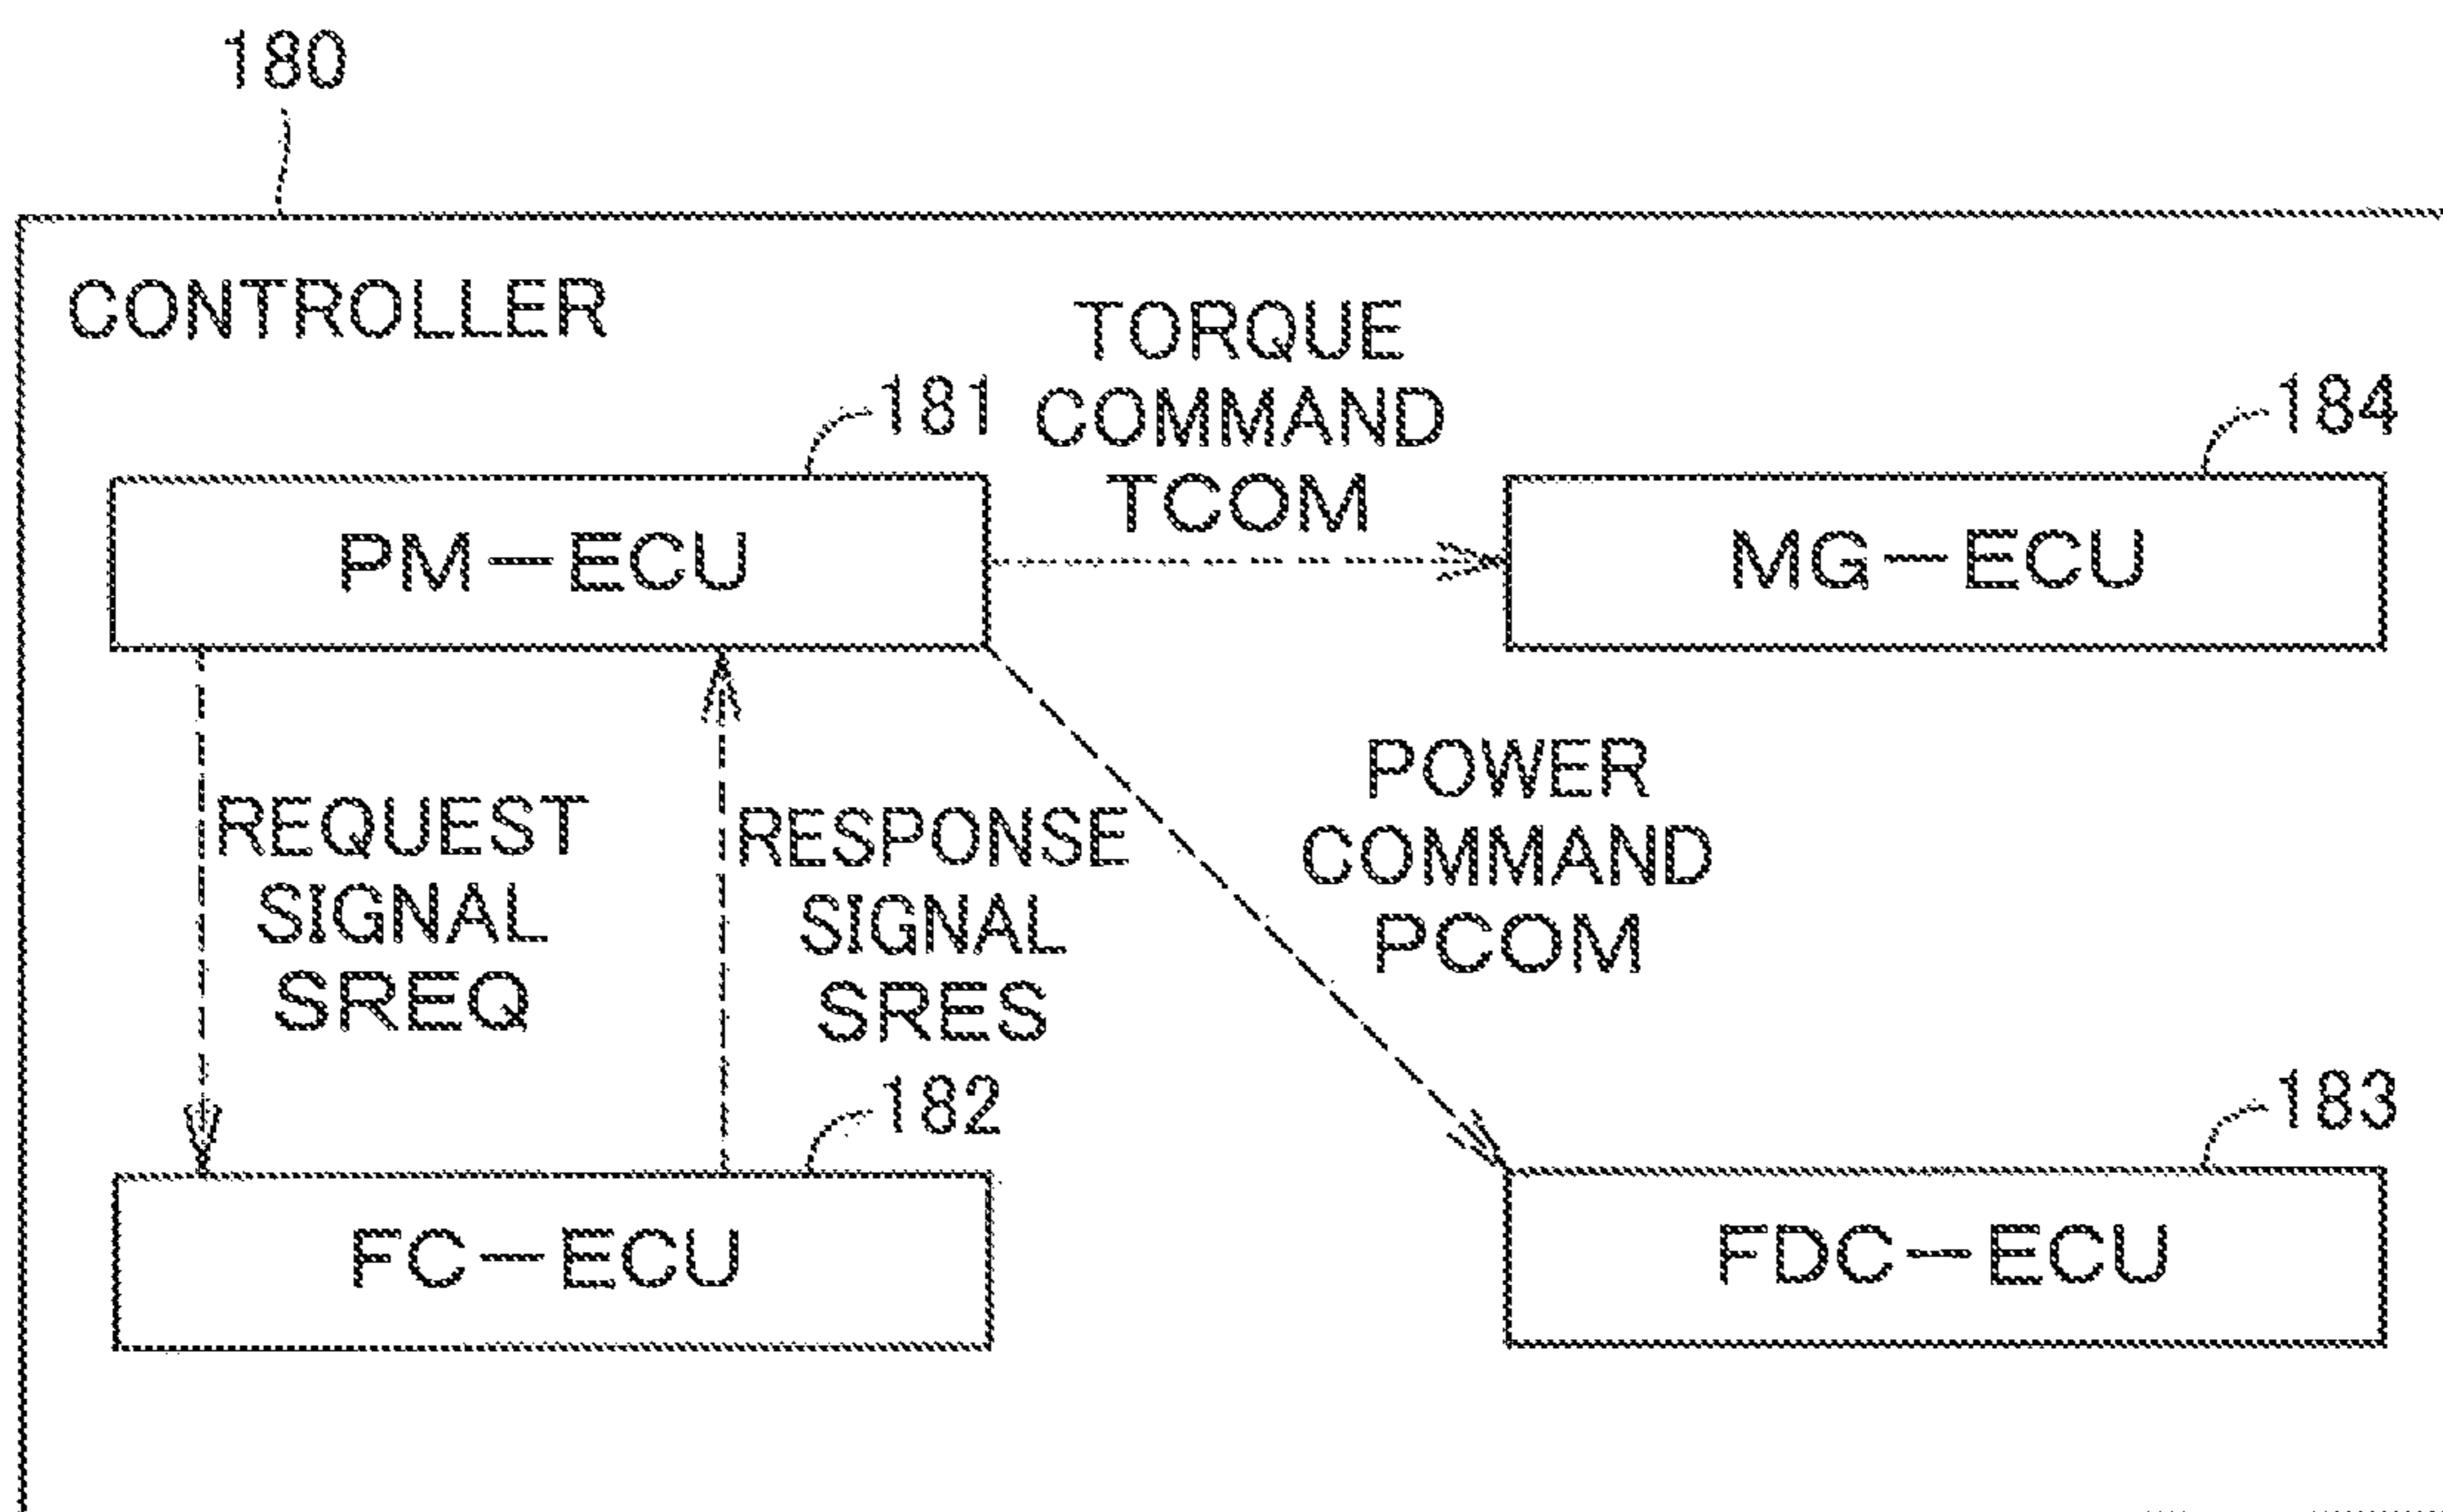 180
CONTROLLER
TORQUE
COMMAND
TCOM
181
184
PM-ECU
MG-ECU
REQUEST
SIGNAL
SREQ
RESPONSE
SIGNAL
SRES
POWER
COMMAND
PCOM
182
183
FC-ECU
FDC-ECU